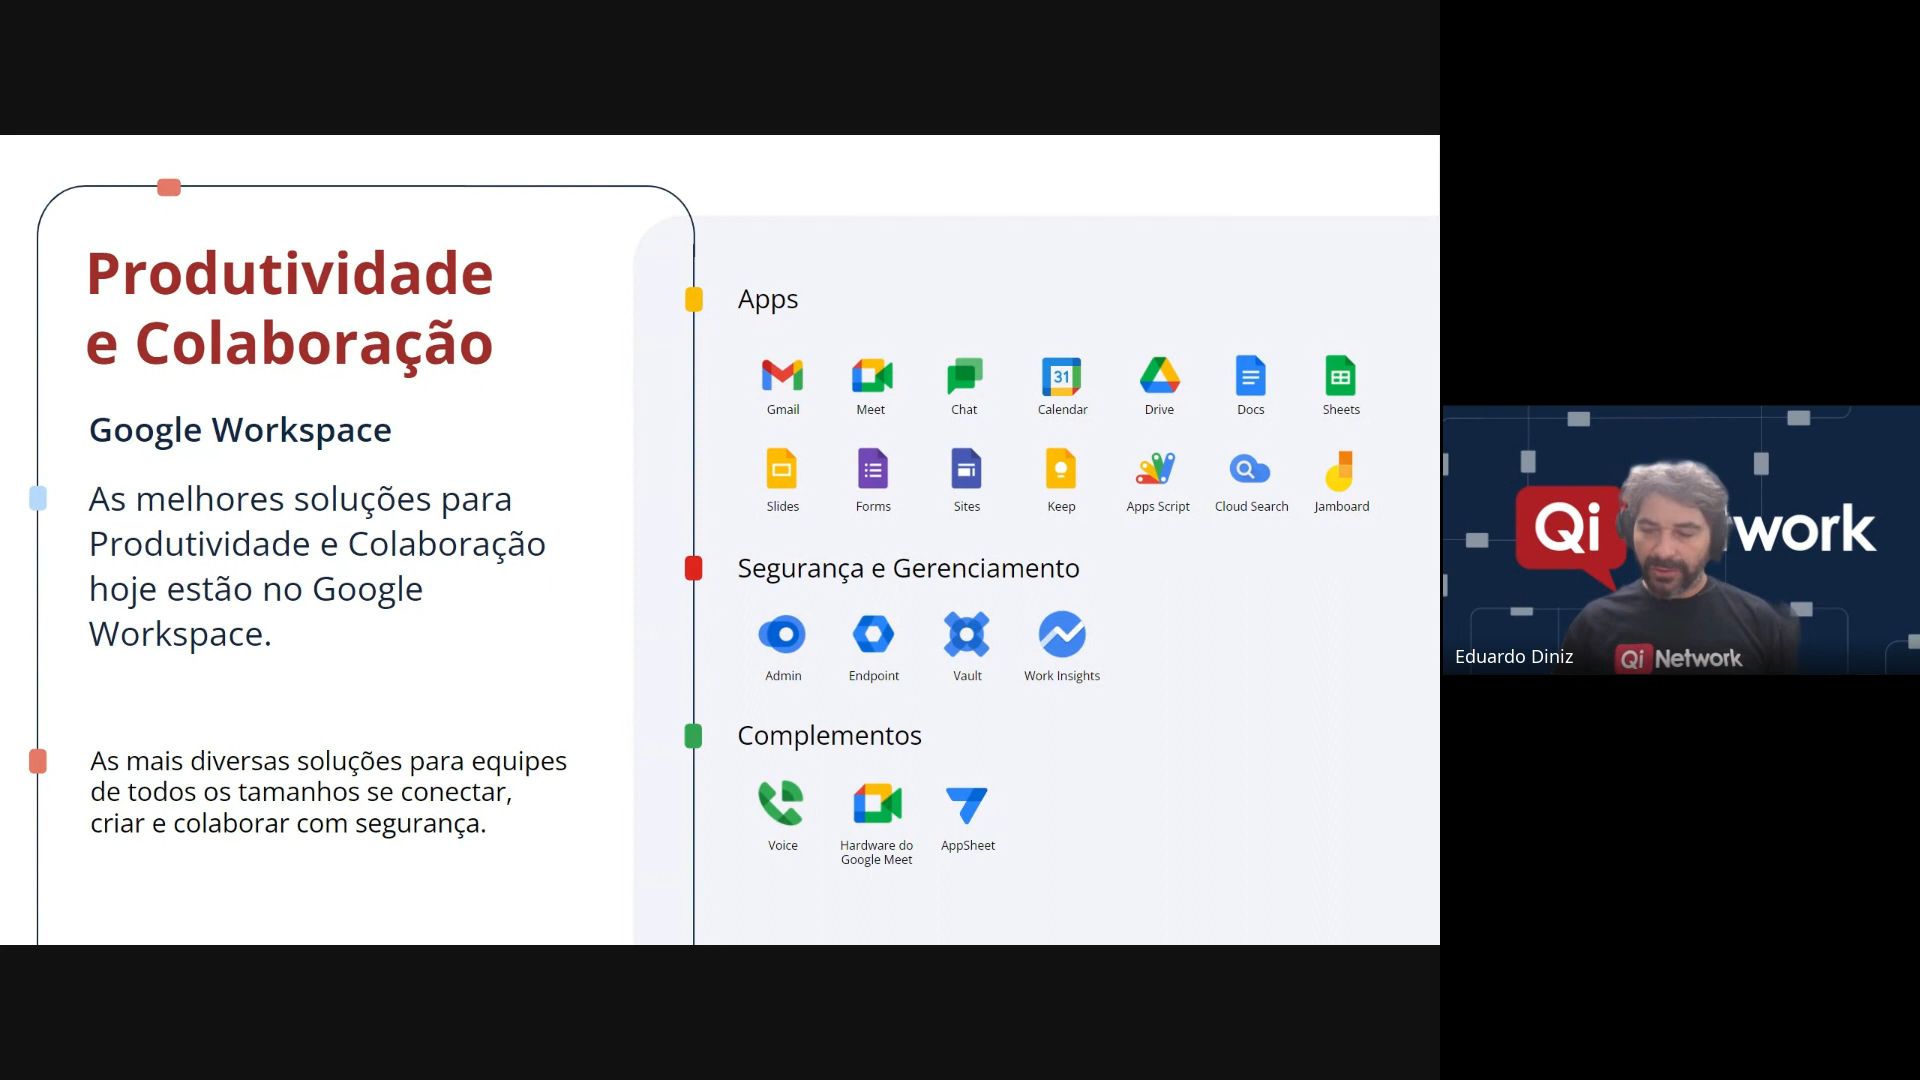 Produtividade
e Colaboração
Google Workspace
As melhores soluções para
Produtividade e Colaboração
hoje estão no Google
Workspace.
As mais diversas soluções para equipes
de todos os tamanhos se conectar,
criar e colaborar com segurança.
Apps
31
Gmail Meet Chat Calendar Drive Docs Sheets
Slides Forms Sites Keep Apps Script Cloud Search Jamboard
Segurança e Gerenciamento
Admin Endpoint Vault Work Insights
Complementos
Voice Hardware do AppSheet
Google Meet
Qi work
Qi Network
Eduardo Diniz